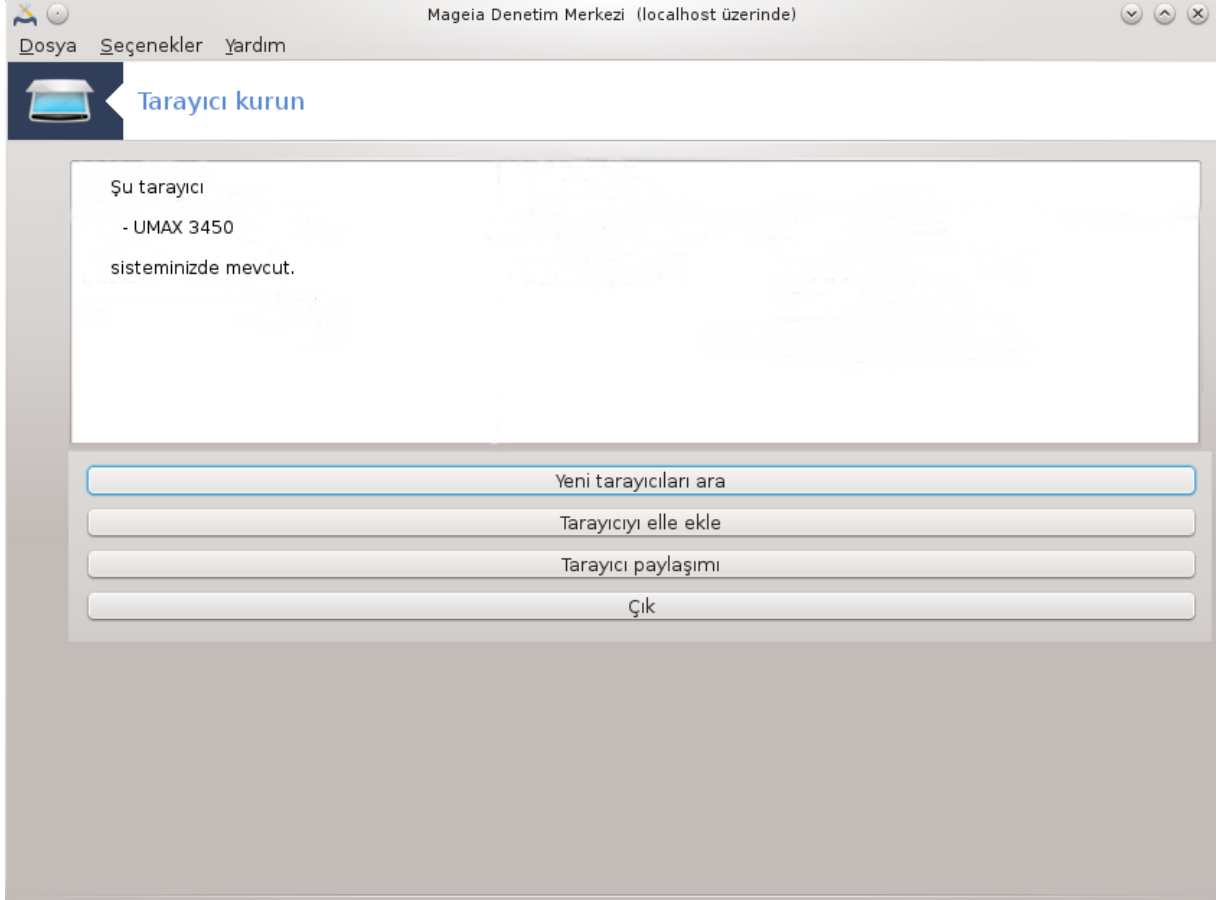 Mageia Denetim Merkezi (localhost üzerinde)
Dosya Seçenekler Yardım
Tarayıcı kurun
Şu tarayıcı
- UMAX 3450
sisteminizde mevcut.
Yeni tarayıcıları ara
Tarayıcıyı elle ekle
Tarayıcı paylaşımı
Çık